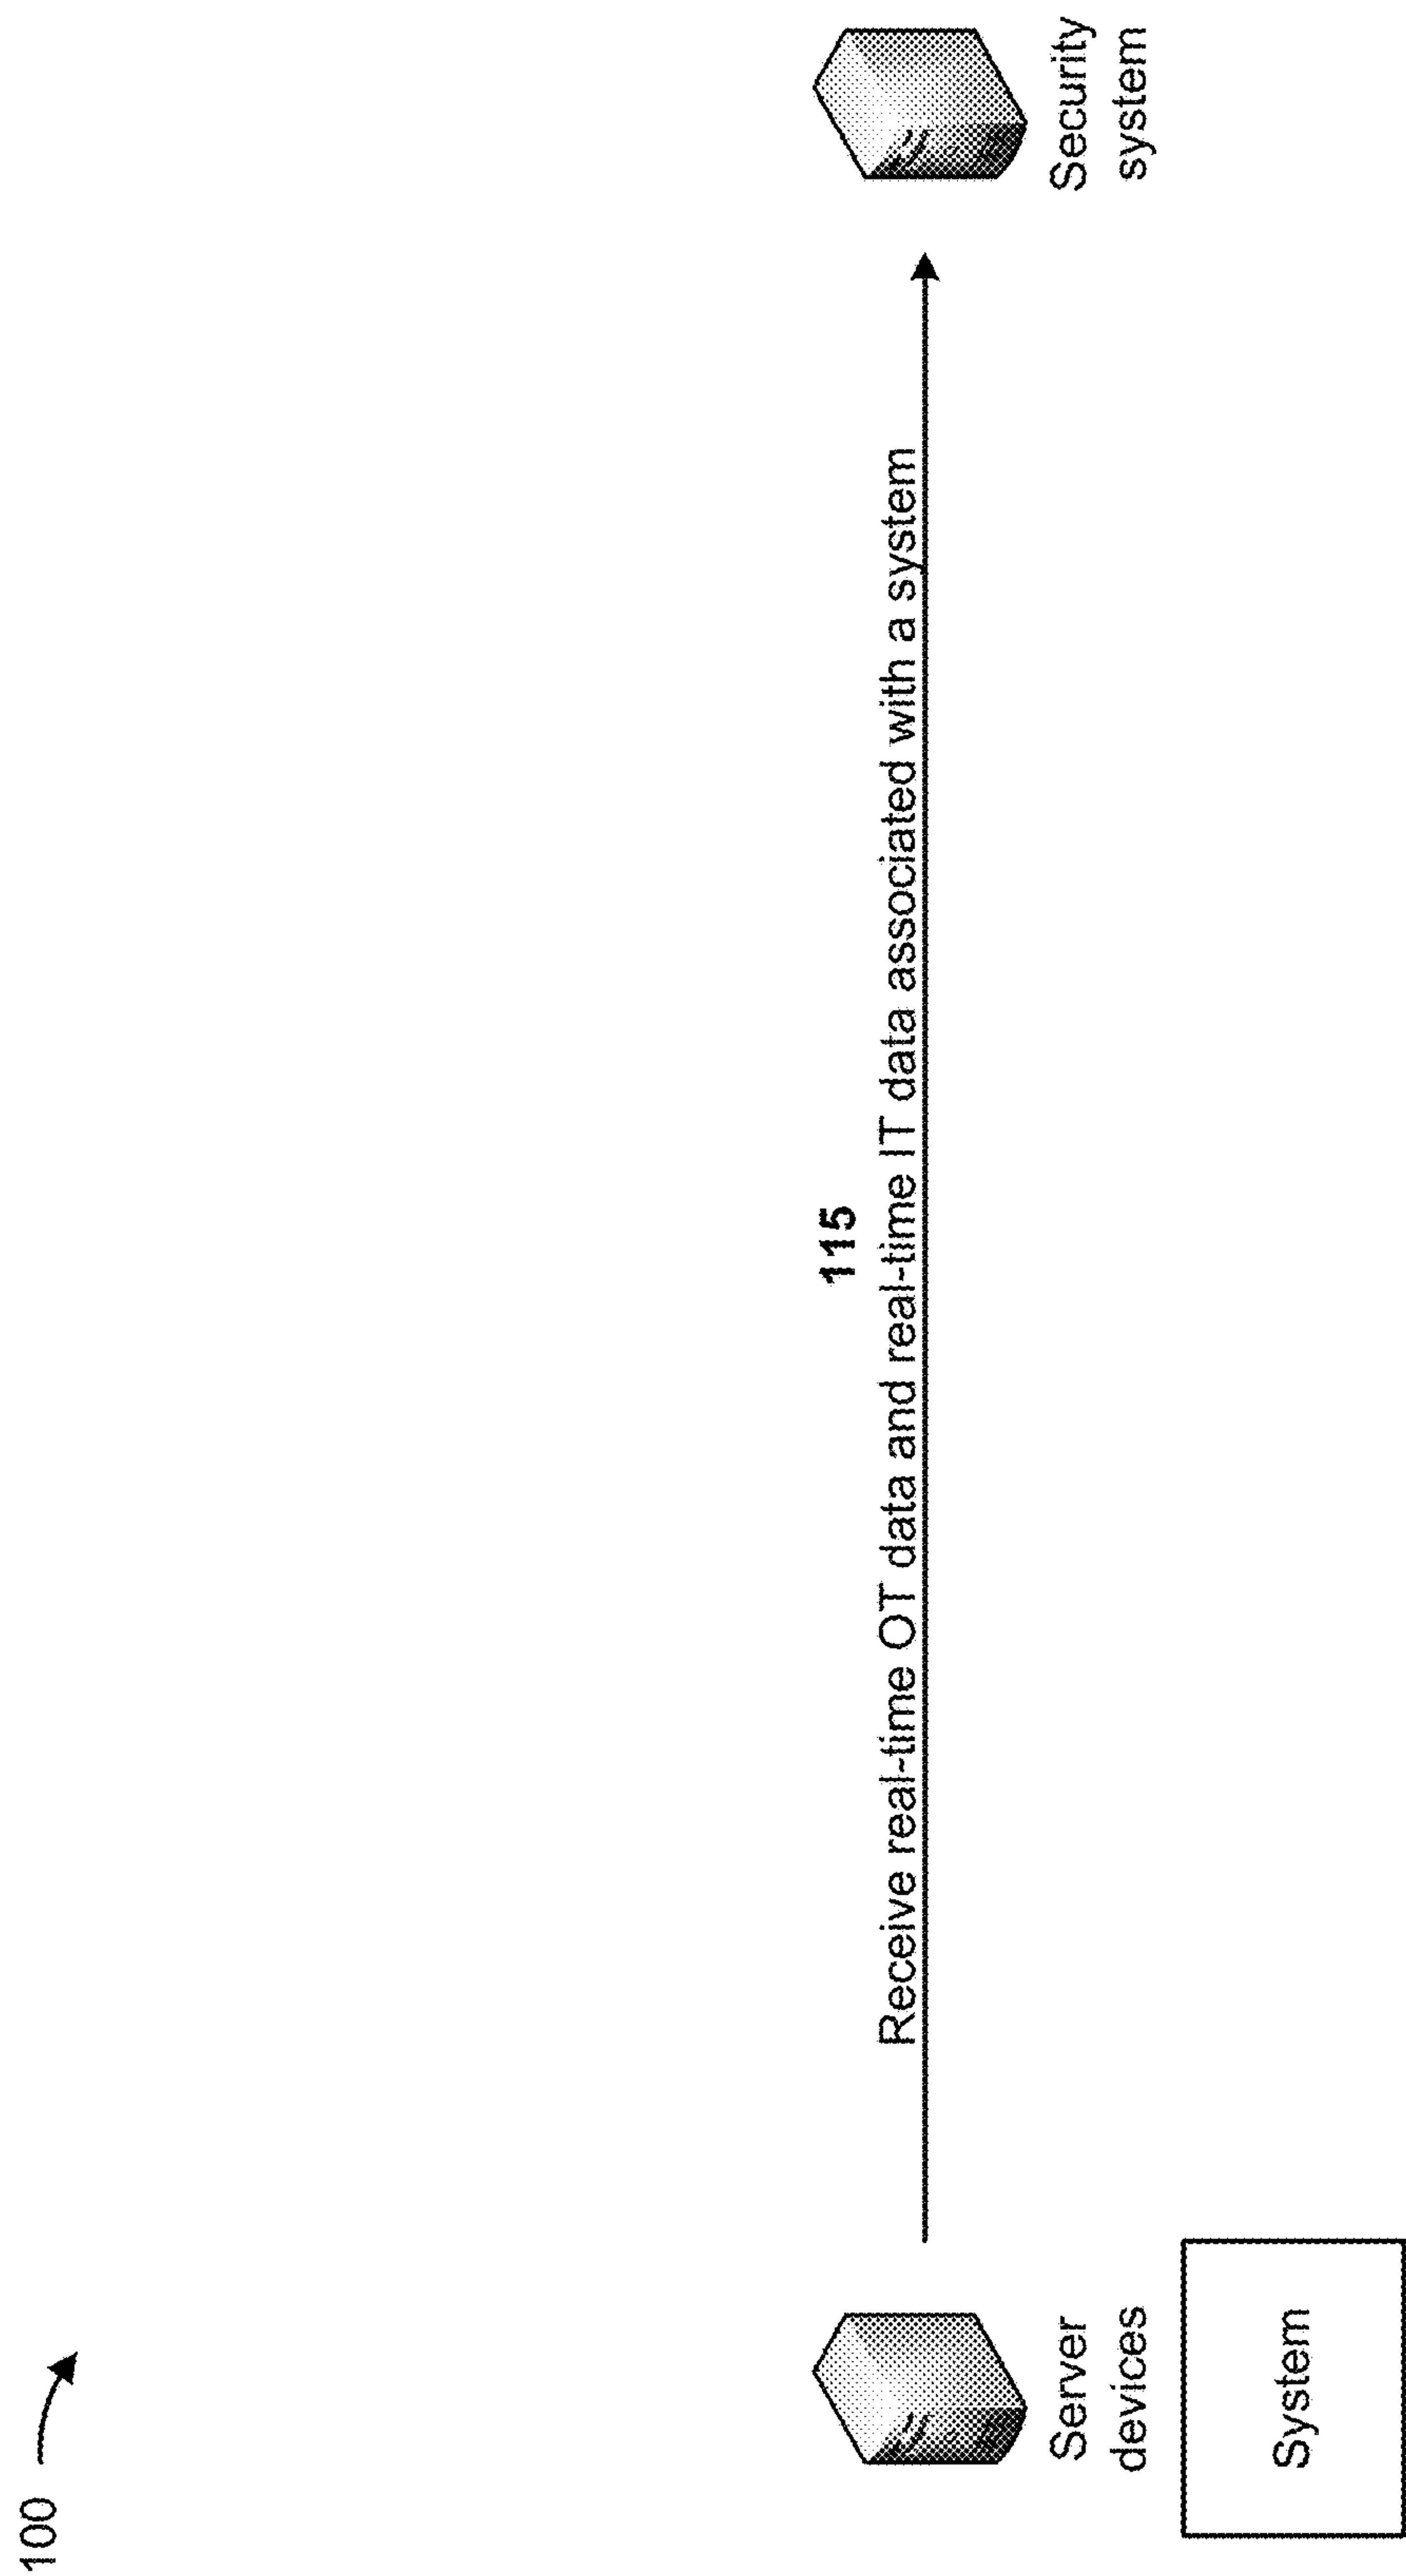 100
115
Receive real-time OT data and real-time IT data associated with a system
Server
devices
Security
system
System